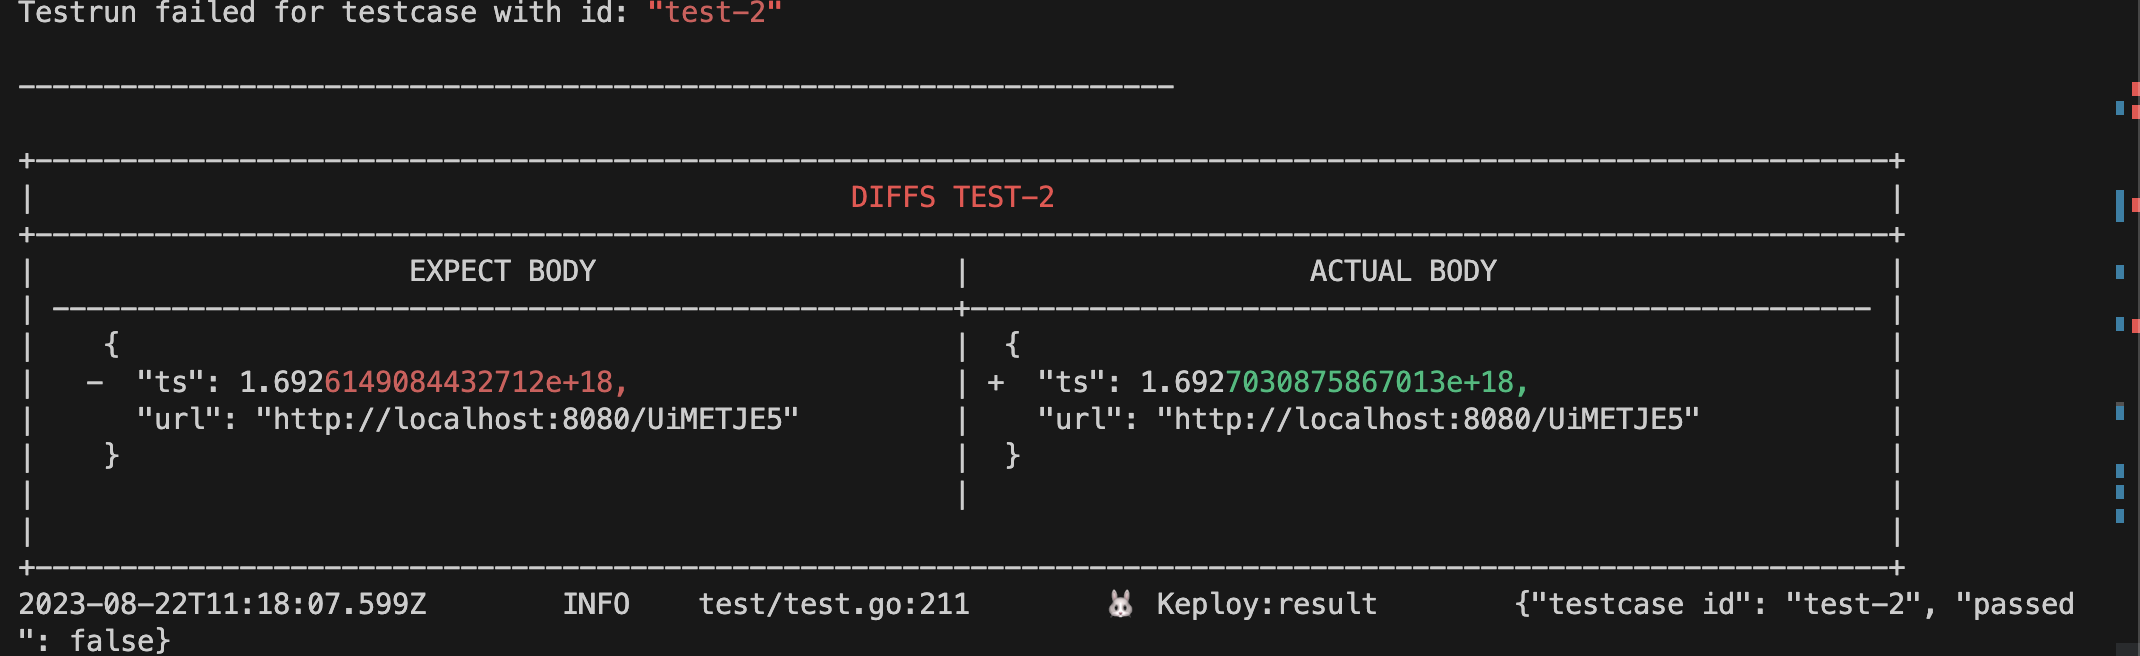 Testrun failed for testcase with id: "test-2"
--------------------------------------------------------------------
+-------------------------------------------------------------------------------------------------------------+
| DIFFS TEST-2 |
+-------------------------------------------------------------------------------------------------------------+
| EXPECT BODY | ACTUAL BODY |
| -----------------------------------------------------+----------------------------------------------------- |
| { | { |
| - "ts": 1.6926149084432712e+18, | + "ts": 1.6927030875867013e+18, |
| "url": "http://localhost:8080/UiMETJE5" | "url": "http://localhost:8080/UiMETJE5" |
| } | } |
| | |
| |
+-------------------------------------------------------------------------------------------------------------+
2023-08-22T11:18:07.599Z INFO test/test.go:211 🐰 Keploy:result {"testcase id": "test-2", "passed
": false}